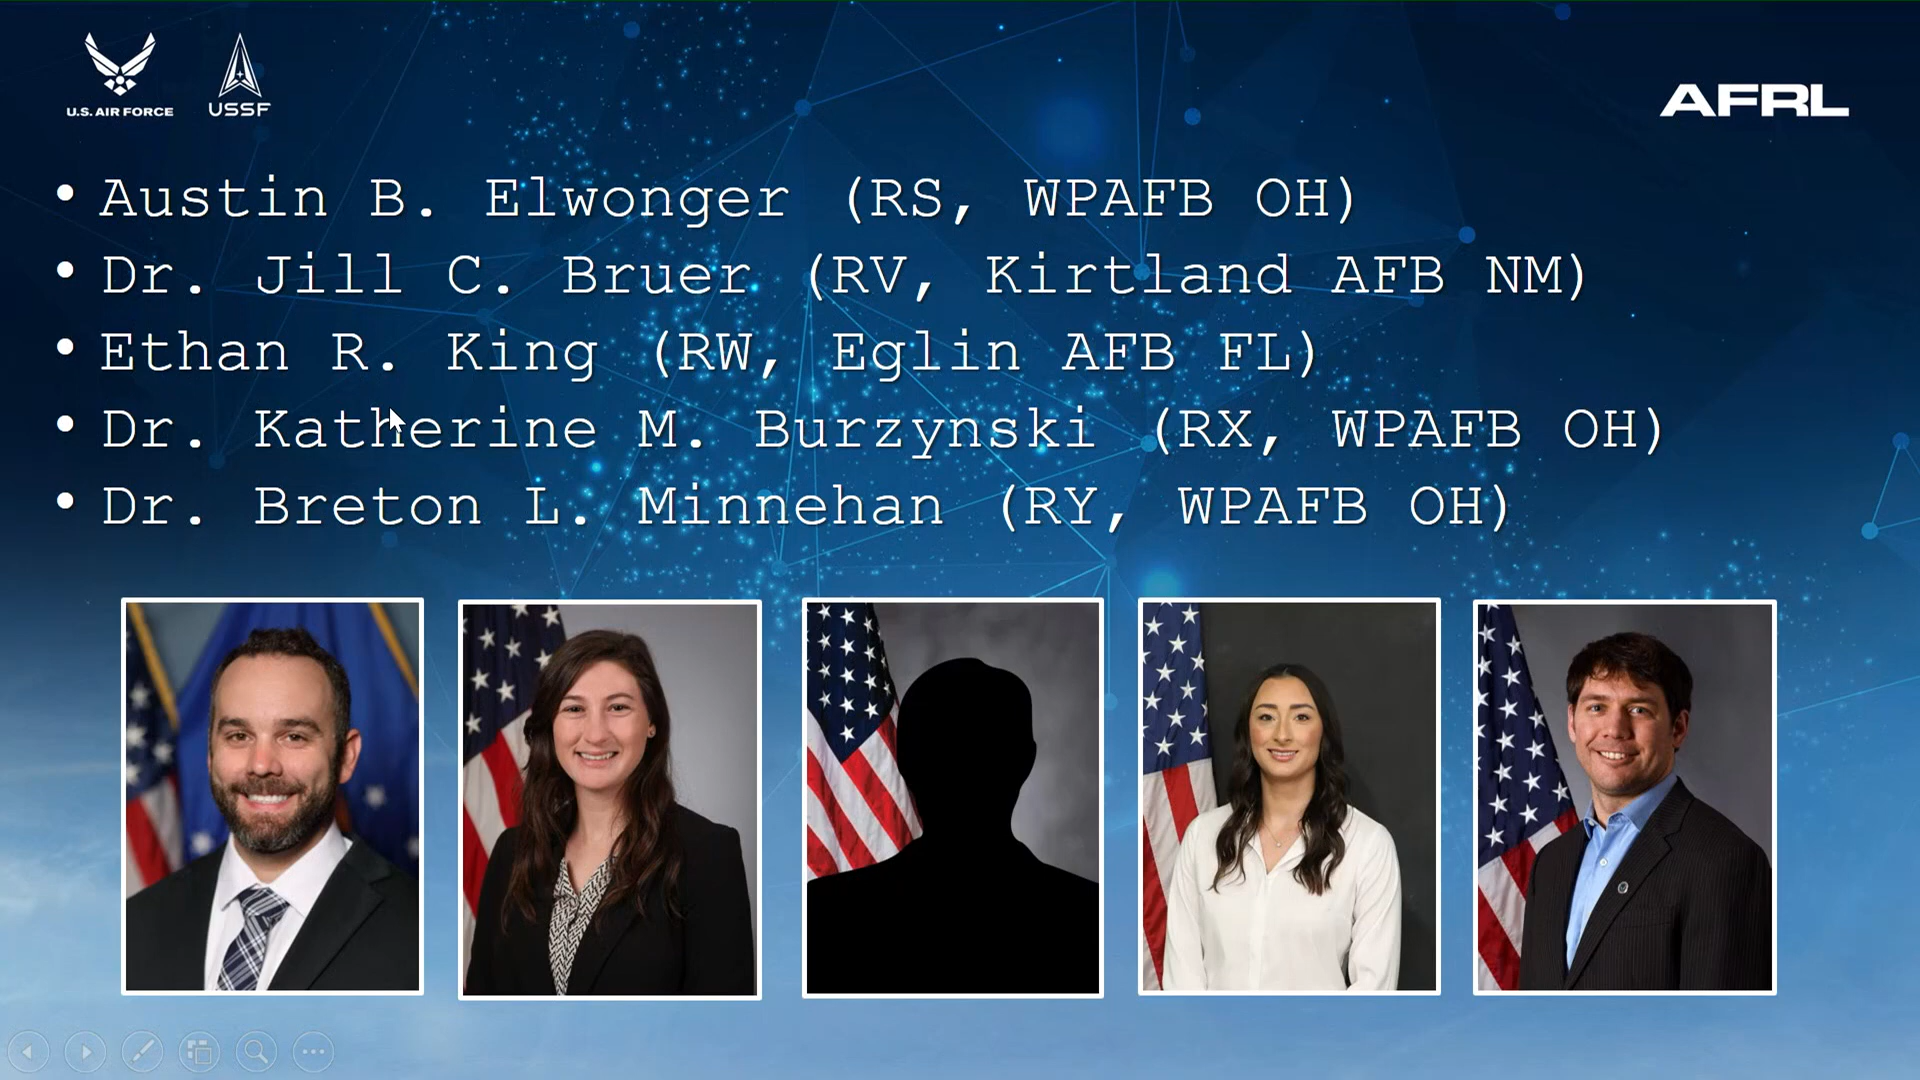 U.S. AIR FORCE
USSF
AFRL
• Austin B. Elwonger (RS, WPAFB OH)
• Dr. Jill C. Bruer (RV, Kirtland AFB NM)
• Ethan R. King (RW, Eglin AFB FL)
• Dr. Katherine M. Burzynski (RX, WPAFB OH)
• Dr. Breton L. Minnehan (RY, WPAFB OH)